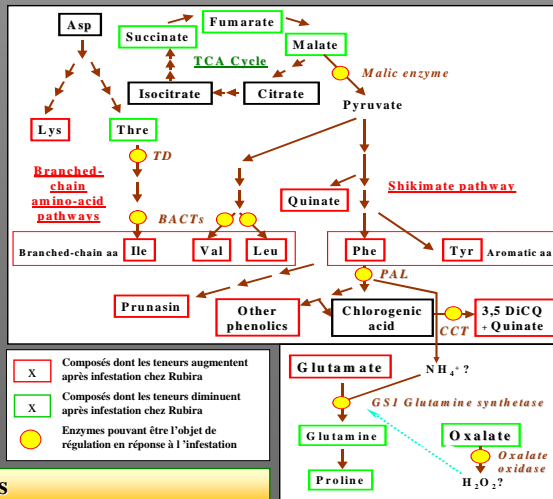 Asp
Fumarate
Succinate
Malate
TCA Cycle
Malic enzyme
Isocitrate
Citrate
Pyruvate
Lys
Thre
TD
Branched-
chain
amino-acid
pathways
Shikimate pathway
Quinate
BACTs
Branched-chain aa
Ile
Val
Leu
Phe
Tyr
Aromatic aa
PAL
Prunasin
Other
phenolics
Chlorogenic
acid
CCT
3,5 DiCQ
+ Quinate
X
Composés dont les teneurs augmentent
après infestation chez Rubira
X
Composés dont les teneurs diminuent
après infestation chez Rubira
Enzymes pouvant être l'objet de
régulation en réponse à l 'infestation
Glutamate
NH₄⁺ ?
GS1 Glutamine synthetase
Glutamine
Oxalate
Oxalate
oxidase
Proline
H₂O₂?
s